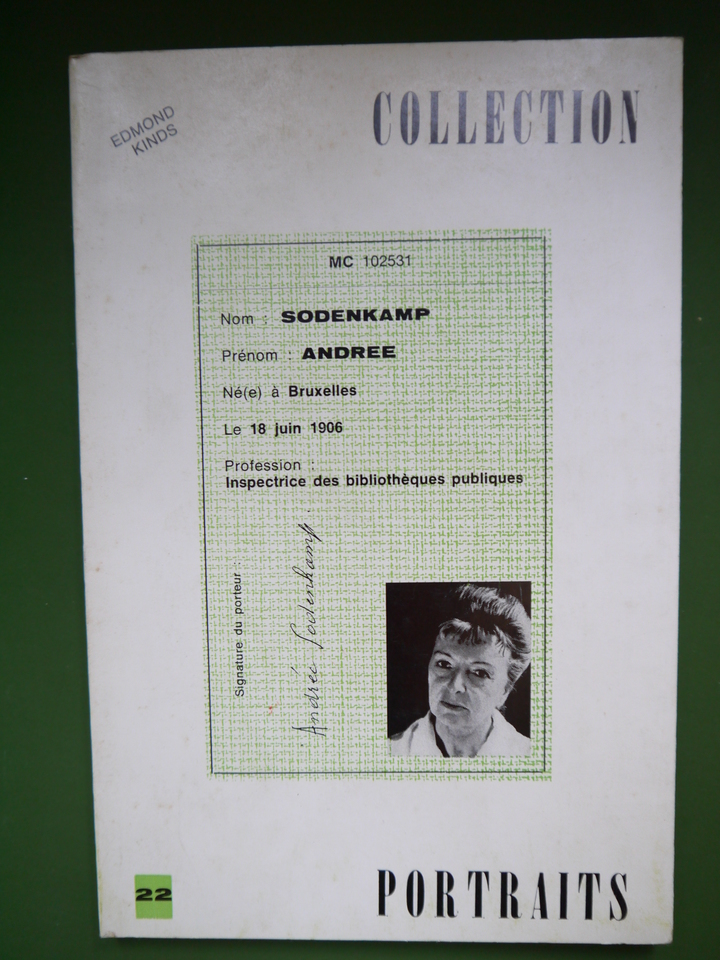 EDMOND
KINDS
COLLECTION
MC 102531
Nom : SODENKAMP
Prénom : ANDREE
Né(e) à Bruxelles
Le 18 juin 1906
Profession :
Inspectrice des bibliothèques publiques
Signature du porteur :
Andrée Sodenkamp.
22
PORTRAITS